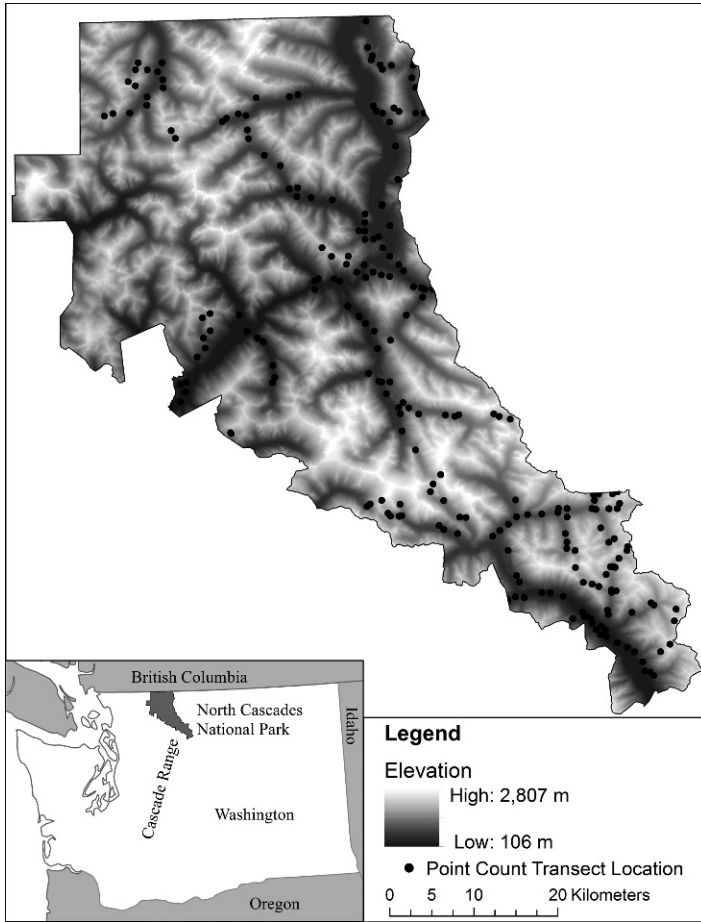 British Columbia
North Cascades
National Park
Idaho
Cascade Range
Washington
Oregon
Legend
Elevation
High: 2,807 m
Low: 106 m
Point Count Transect Location
0 5 10 20 Kilometers